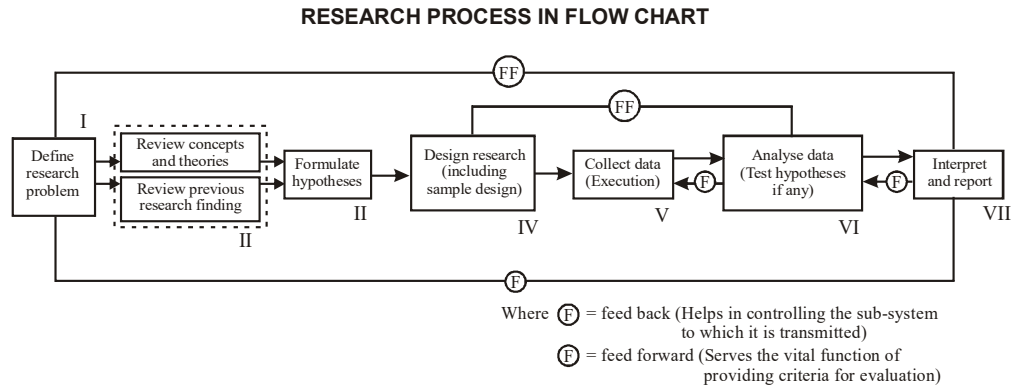 RESEARCH PROCESS IN FLOW CHART
FF
FF
I
Define
research
problem
Review concepts
and theories
Review previous
research finding
II
Formulate
hypotheses
II
Design research
(including
sample design)
IV
Collect data
(Execution)
V
F
Analyse data
(Test hypotheses
if any)
VI
F
Interpret
and report
VII
F
Where F = feed back (Helps in controlling the sub-system
to which it is transmitted)
F = feed forward (Serves the vital function of
providing criteria for evaluation)